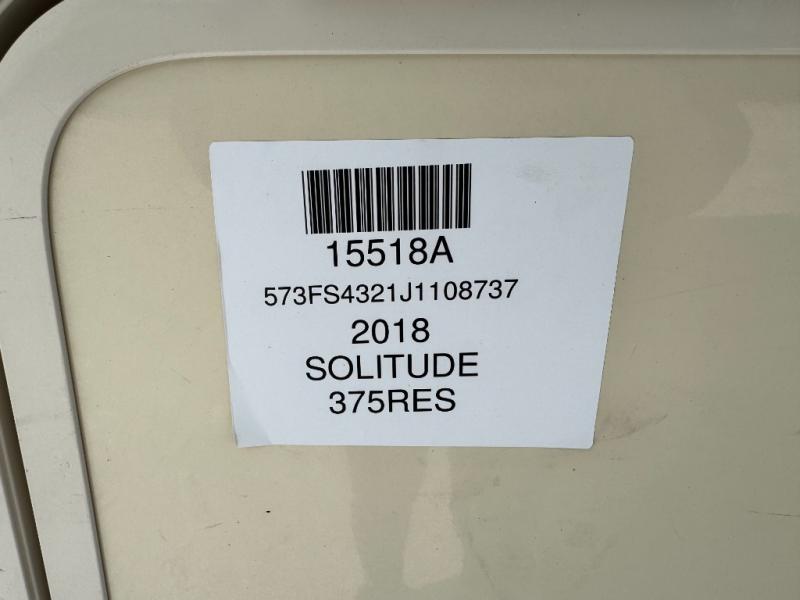 15518A
573FS4321J1108737
2018
SOLITUDE
375RES